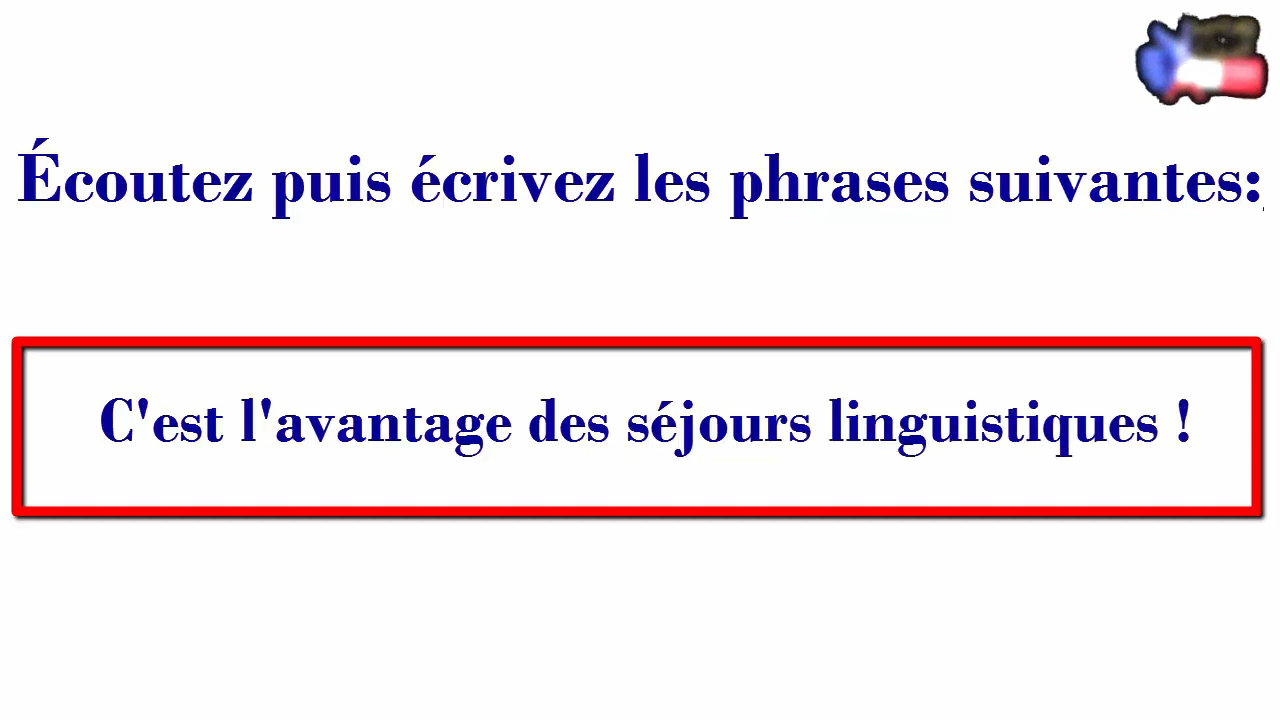 Écoutez puis écrivez les phrases suivantes:
C'est l'avantage des séjours linguistiques !